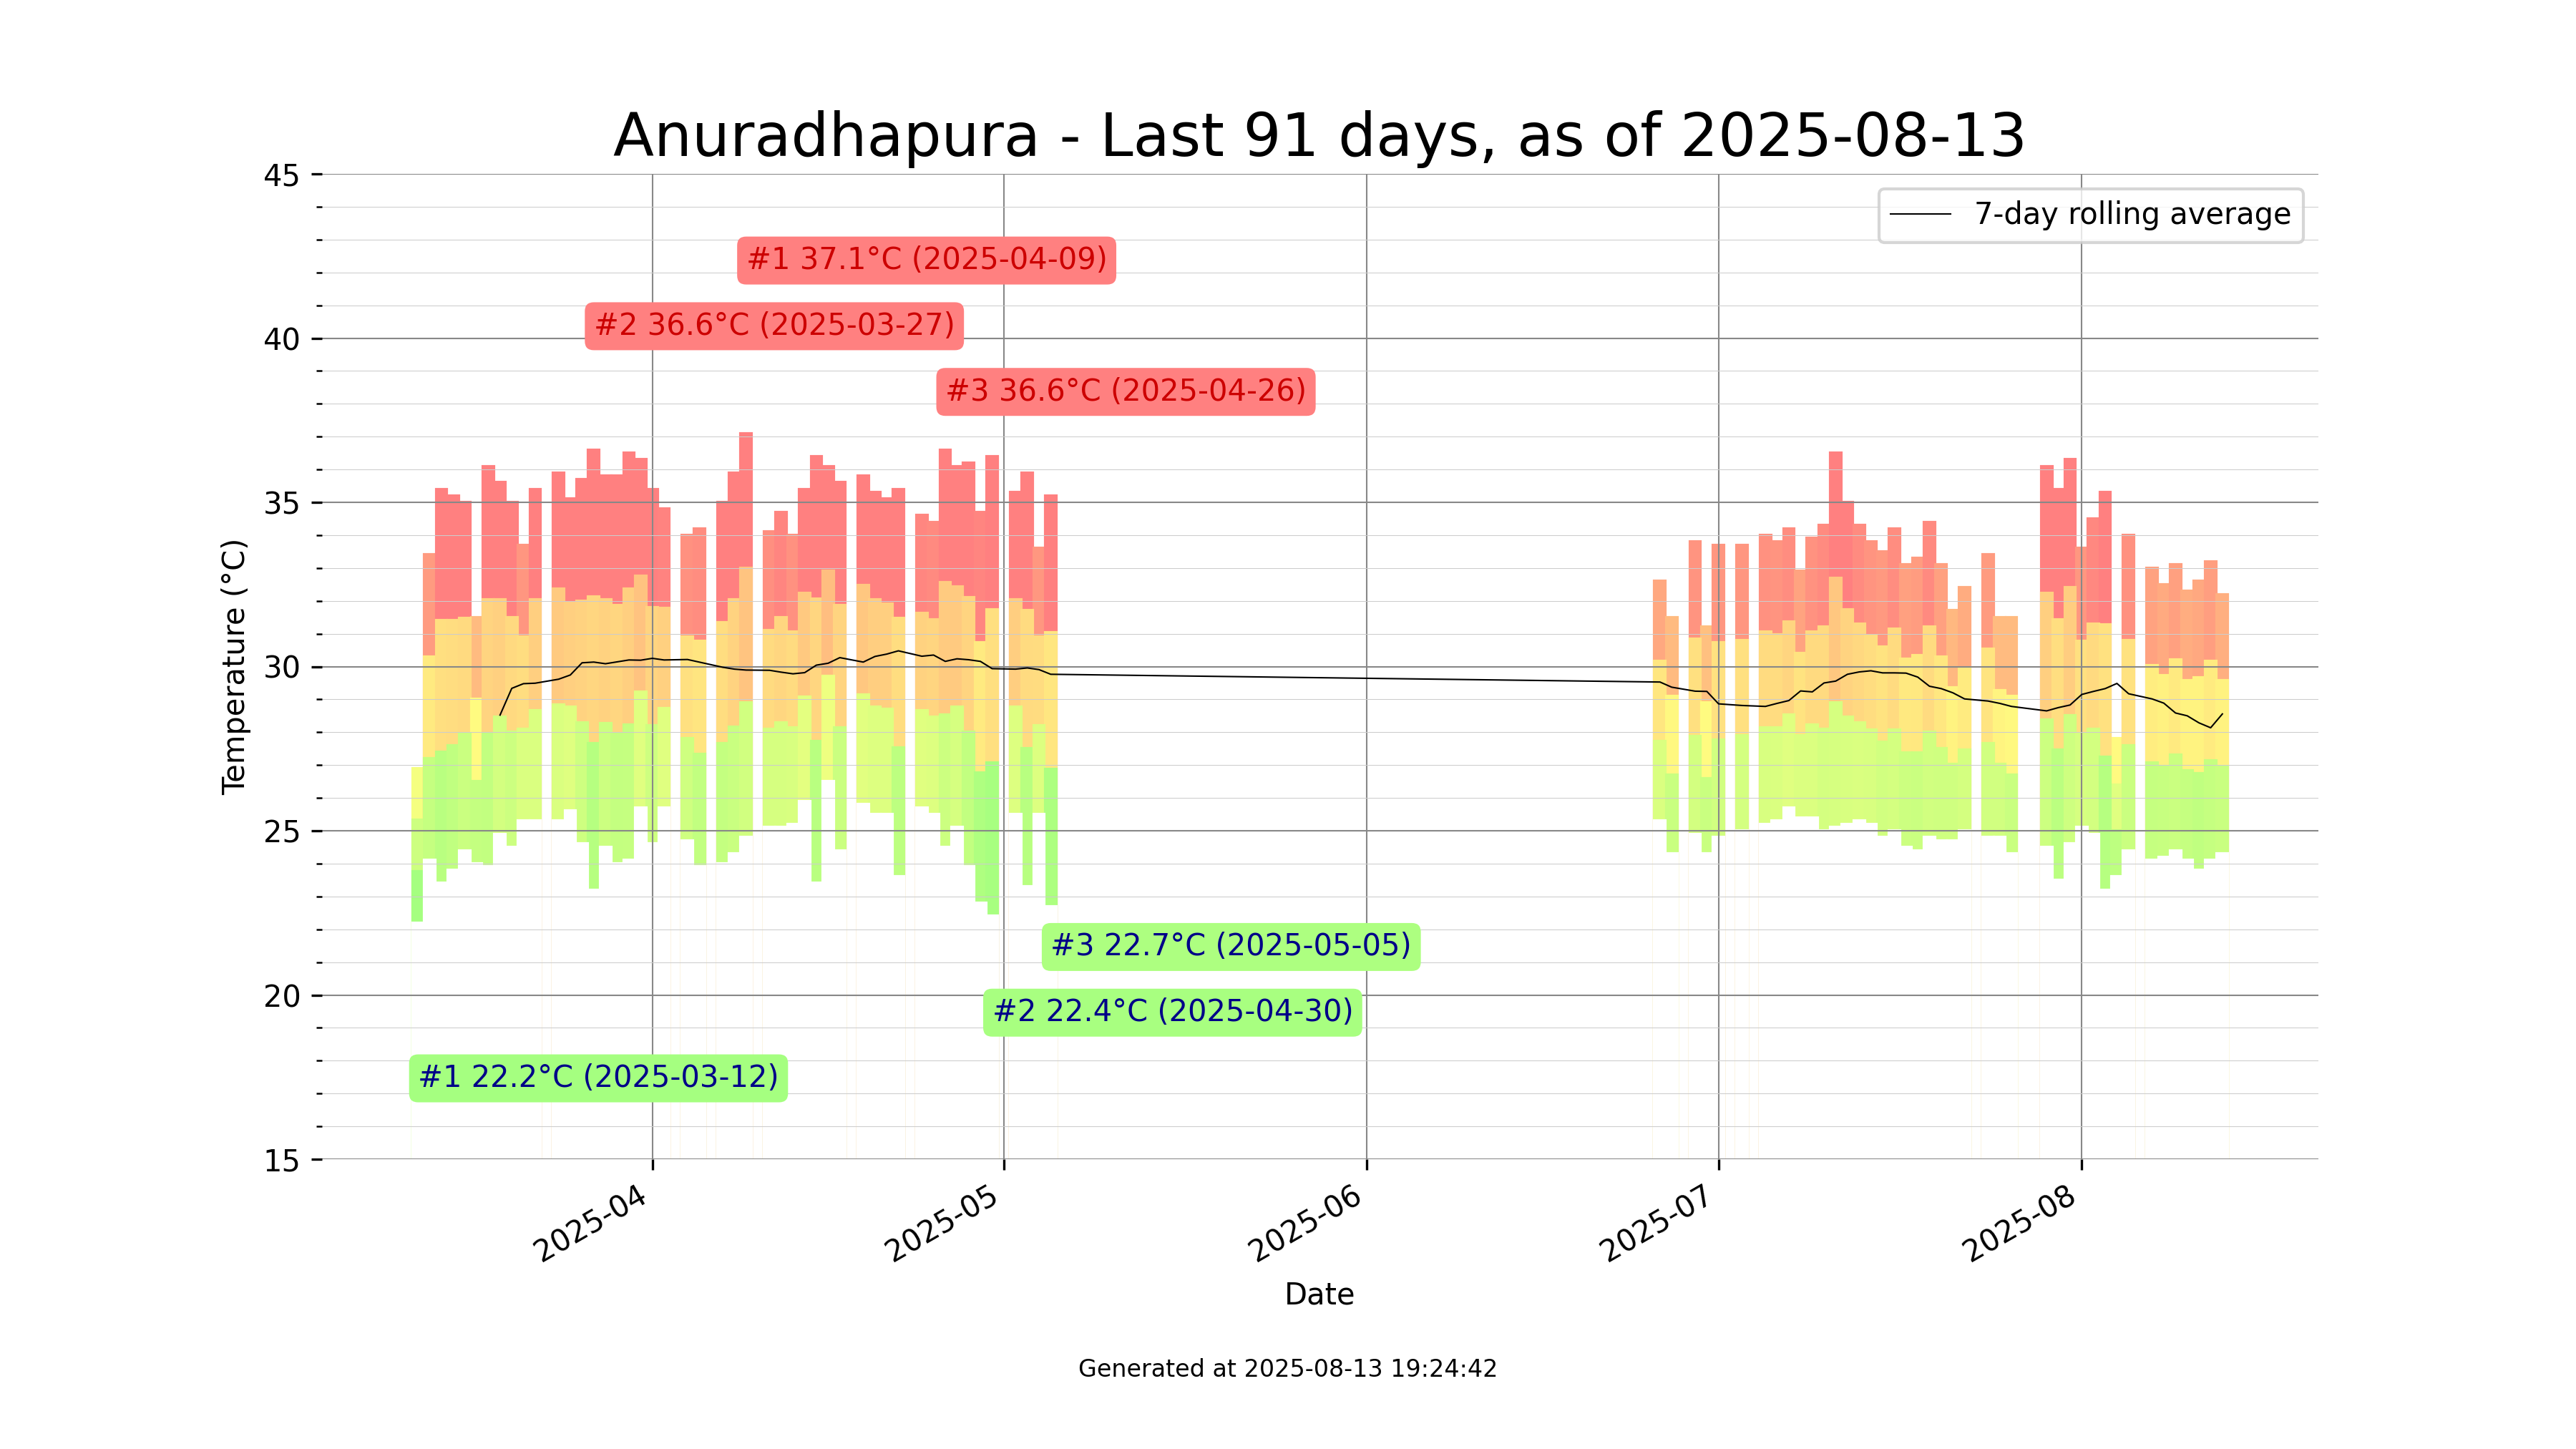 Anuradhapura - Last 91 days, as of 2025-08-13
45
7-day rolling average
#1 37.1°C (2025-04-09)
#2 36.6°C (2025-03-27)
40
#3 36.6°C (2025-04-26)
35
Temperature (°C)
30
25
#3 22.7°C (2025-05-05)
20
#2 22.4°C (2025-04-30)
#1 22.2°C (2025-03-12)
15
2025-04
2025-05
2025-06
2025-07
2025-08
Date
Generated at 2025-08-13 19:24:42